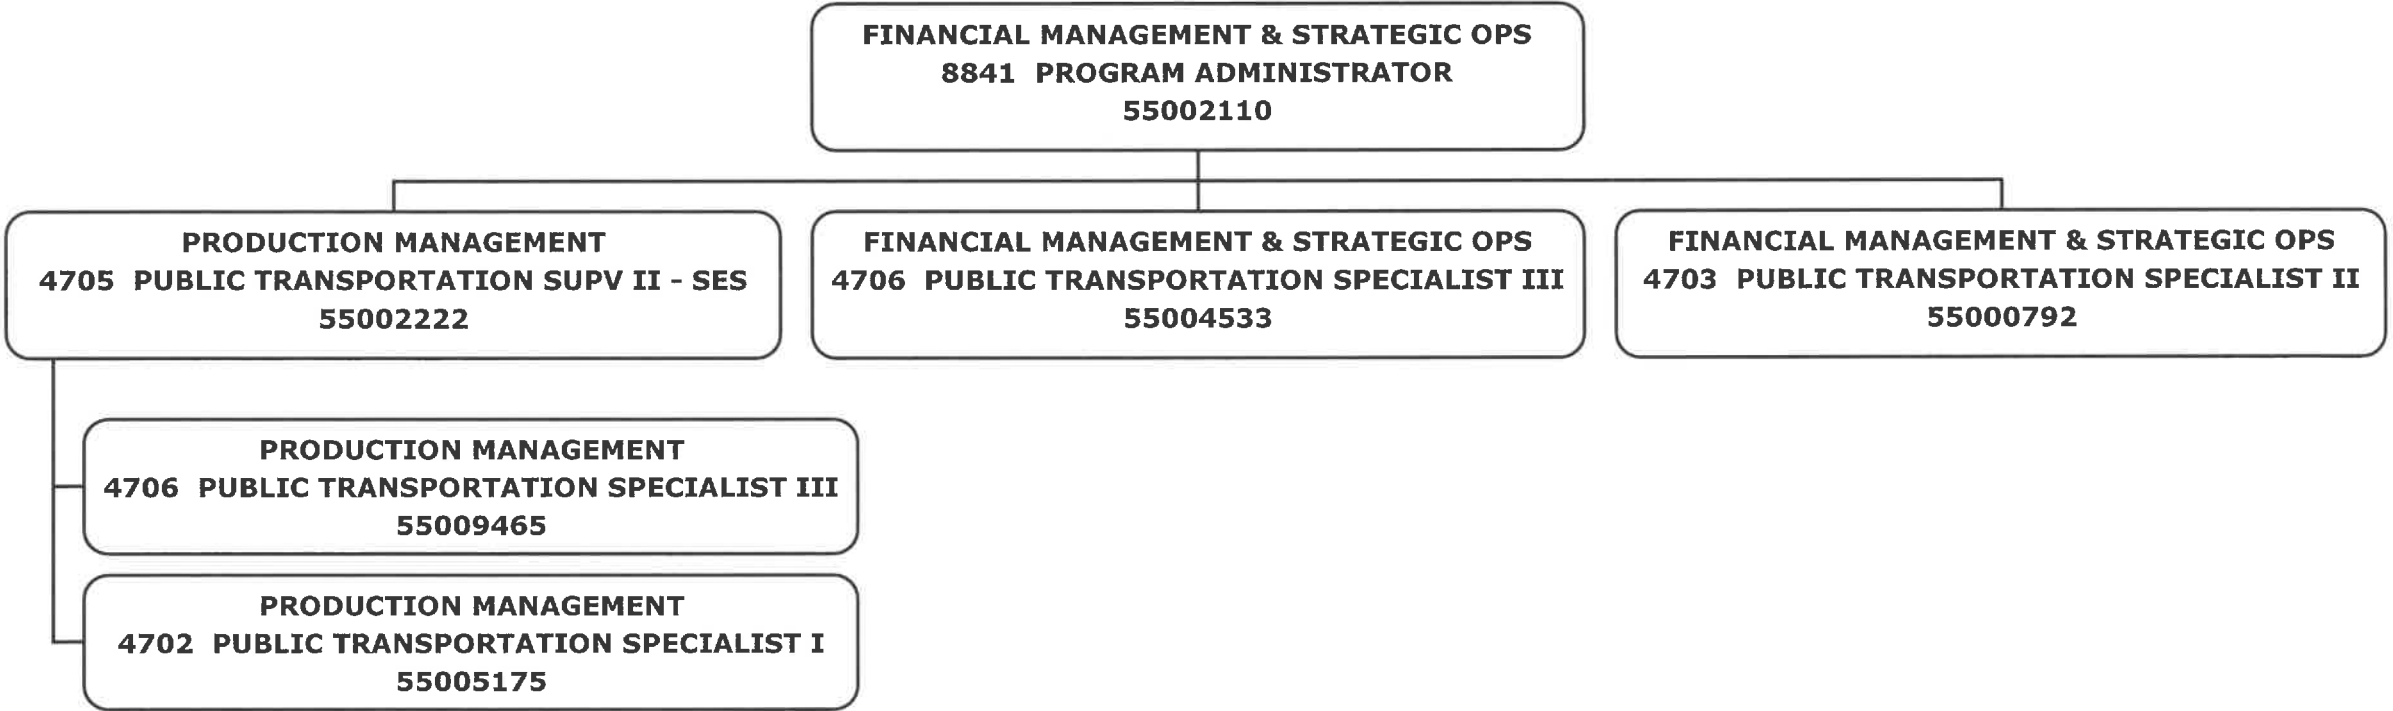 FINANCIAL MANAGEMENT & STRATEGIC OPS
8841 PROGRAM ADMINISTRATOR
55002110
PRODUCTION MANAGEMENT
4705 PUBLIC TRANSPORTATION SUPV II - SES
55002222
FINANCIAL MANAGEMENT & STRATEGIC OPS
4706 PUBLIC TRANSPORTATION SPECIALIST III
55004533
FINANCIAL MANAGEMENT & STRATEGIC OPS
4703 PUBLIC TRANSPORTATION SPECIALIST II
55000792
PRODUCTION MANAGEMENT
4706 PUBLIC TRANSPORTATION SPECIALIST III
55009465
PRODUCTION MANAGEMENT
4702 PUBLIC TRANSPORTATION SPECIALIST I
55005175